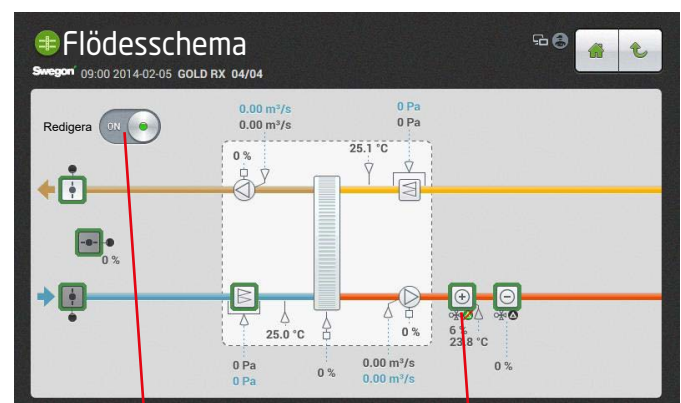 Flödesschema
Swegon 09:00 2014-02-05 GOLD RX 04/04
Redigera ON
0.00 m³/s
0.00 m³/s
0 Pa
0 Pa
0 %
25.1 °C
0 %
25.0 °C
0 %
6 %
23.8 °C
0 Pa
0 Pa
0 %
0.00 m³/s
0.00 m³/s
0 %